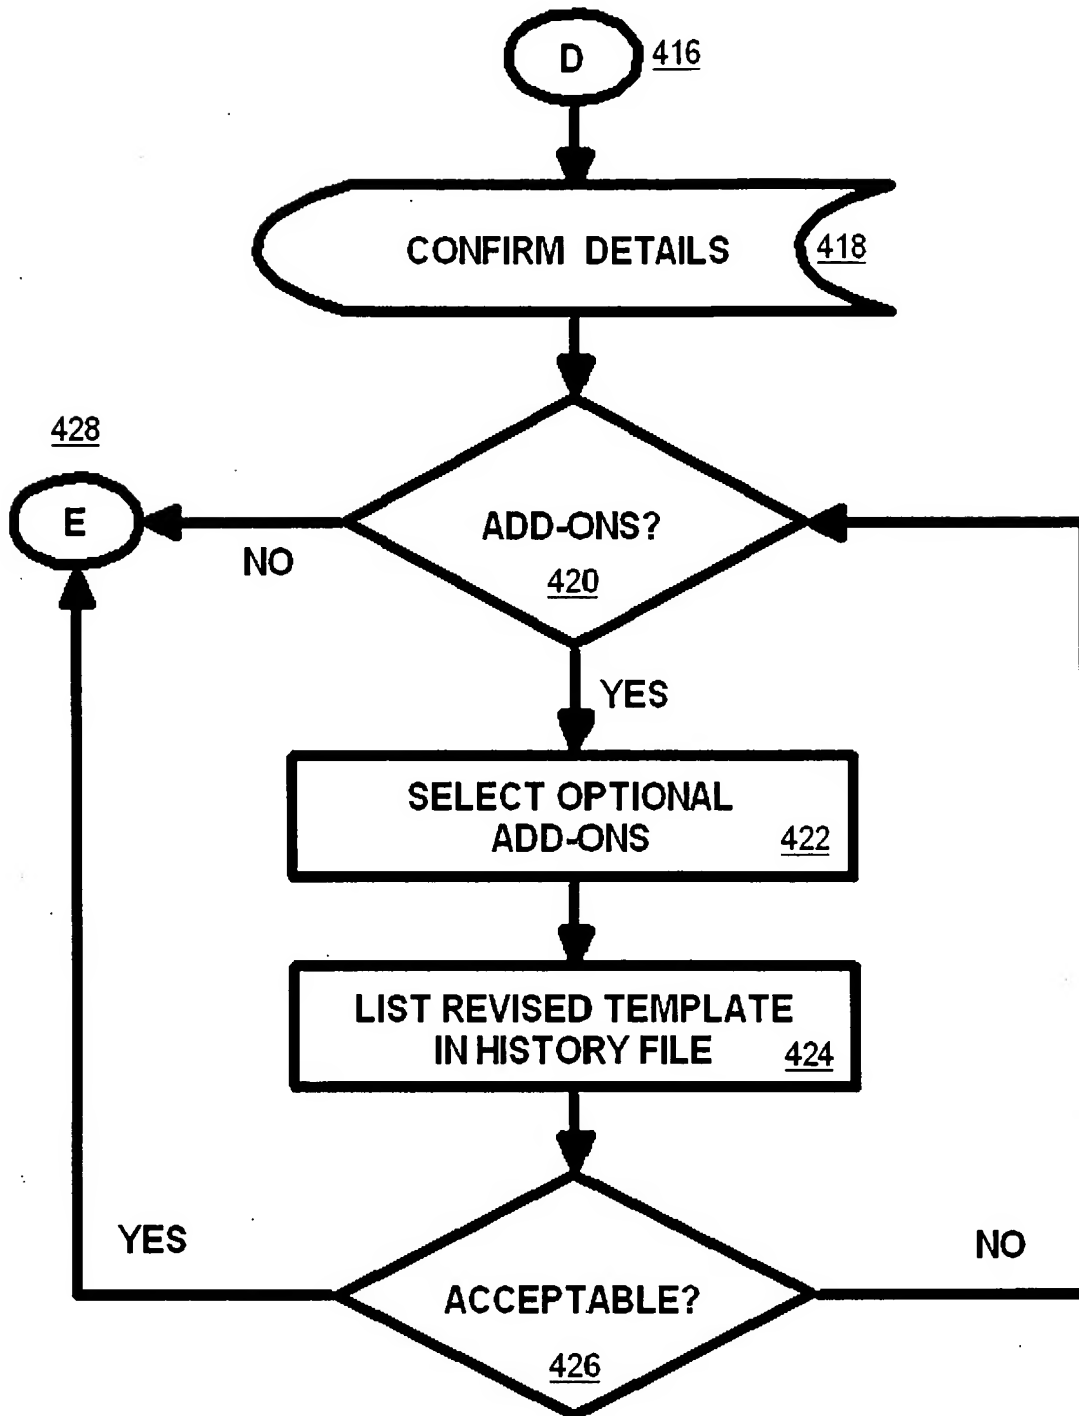 D 416
CONFIRM DETAILS 418
428
E
ADD-ONS?
NO
420
YES
SELECT OPTIONAL
ADD-ONS 422
LIST REVISED TEMPLATE
IN HISTORY FILE 424
YES
NO
ACCEPTABLE?
426